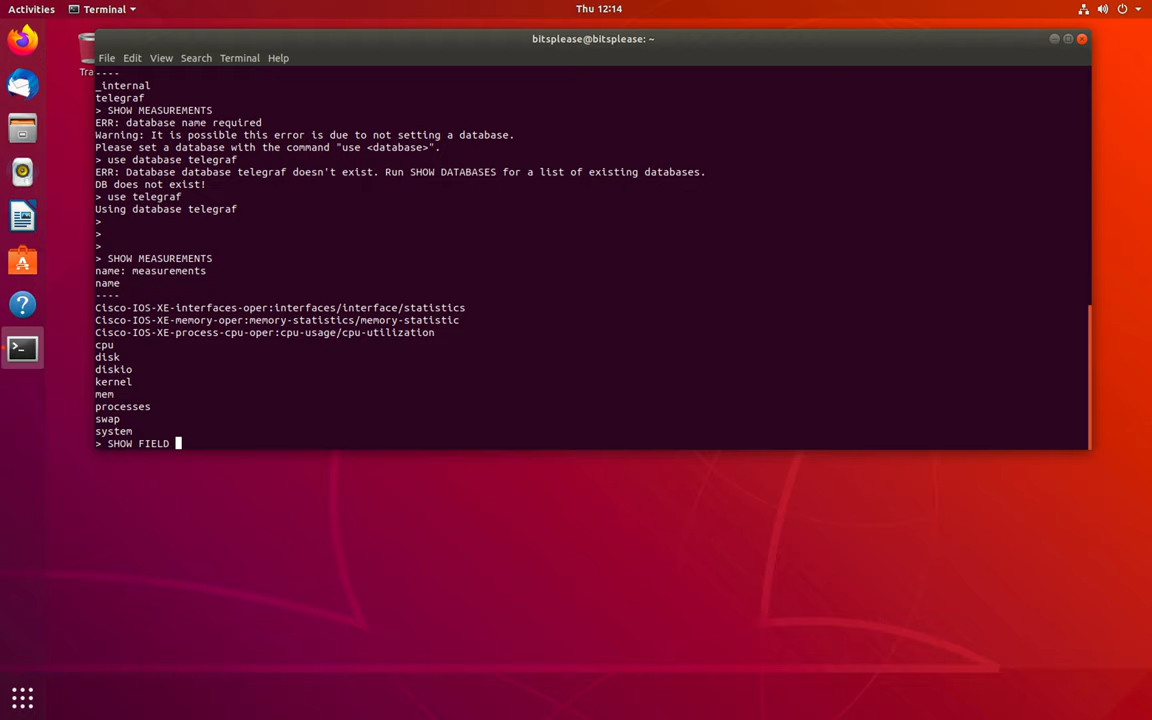 Activities Terminal Thu 12:14
bitsplease@bitsplease: ~
File Edit View Search Terminal Help
Tra
----
_internal
telegraf
> SHOW MEASUREMENTS
ERR: database name required
Warning: It is possible this error is due to not setting a database.
Please set a database with the command "use <database>".
> use database telegraf
ERR: Database database telegraf doesn't exist. Run SHOW DATABASES for a list of existing databases.
DB does not exist!
> use telegraf
Using database telegraf
>
>
>
> SHOW MEASUREMENTS
name: measurements
name
----
Cisco-IOS-XE-interfaces-oper:interfaces/interface/statistics
Cisco-IOS-XE-memory-oper:memory-statistics/memory-statistic
Cisco-IOS-XE-process-cpu-oper:cpu-usage/cpu-utilization
cpu
disk
diskio
kernel
mem
processes
swap
system
> SHOW FIELD